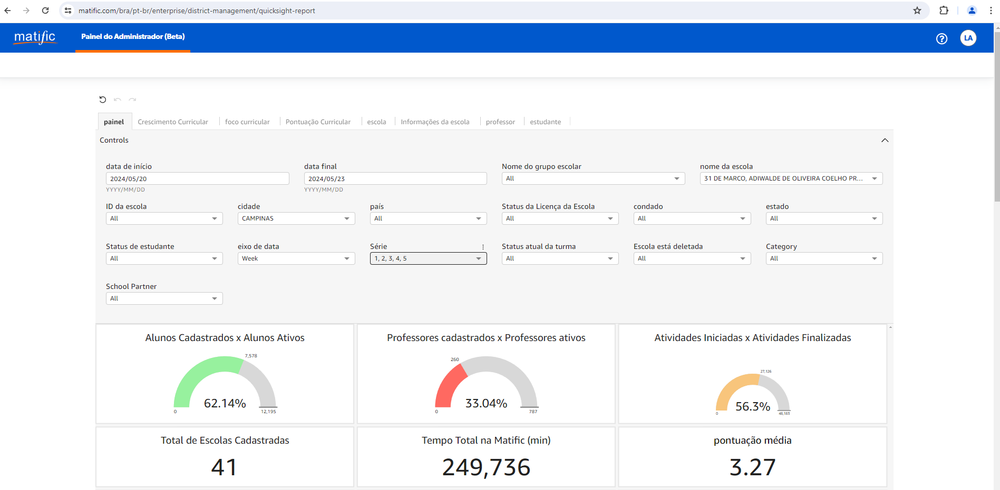 matific.com/bra/pt-br/enterprise/district-management/quicksight-report
matific
Painel do Administrador (Beta)
?
LA
painel
Crescimento Curricular
foco curricular
Pontuação Curricular
escola
Informações da escola
professor
estudante
Controls
data de início
data final
Nome do grupo escolar
nome da escola
2024/05/20
2024/05/23
All
31 DE MARCO, ADIWALDE DE OLIVEIRA COELHO PR...
YYYY/MM/DD
YYYY/MM/DD
ID da escola
cidade
país
Status da Licença da Escola
condado
estado
All
CAMPINAS
All
All
All
All
Status de estudante
eixo de data
Série
Status atual da turma
Escola está deletada
Category
All
Week
1, 2, 3, 4, 5
All
All
All
School Partner
All
Alunos Cadastrados x Alunos Ativos
7,578
62.14%
0
12,195
Professores cadastrados x Professores ativos
260
33.04%
0
787
Atividades Iniciadas x Atividades Finalizadas
27,126
56.3%
0
48,183
Total de Escolas Cadastradas
41
Tempo Total na Matific (min)
249,736
pontuação média
3.27